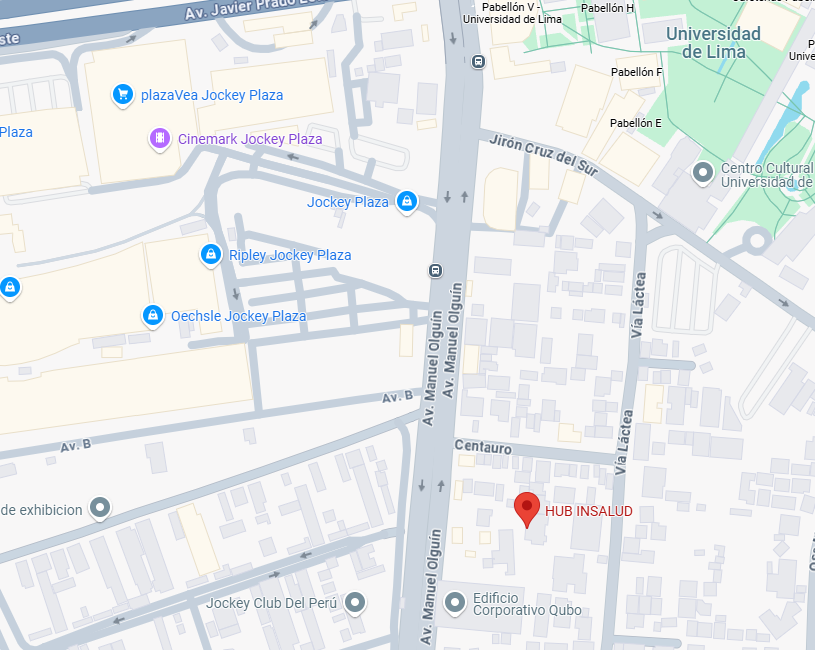 Av. Javier Prado Es
ste
Pabellón V -
Universidad de Lima
Pabellón H
Universidad
de Lima
Pabellón F
Pabellón E
plazaVea Jockey Plaza
Plaza
Cinemark Jockey Plaza
Jirón Cruz del Sur
Centro Cultural
Universidad de
Jockey Plaza
Ripley Jockey Plaza
Oechsle Jockey Plaza
Av. Manuel Olguín
Av. Manuel Olguín
Vía Láctea
Av. B
Av. B
Centauro
Vía Láctea
de exhibicion
HUB INSALUD
Av. Manuel Olguín
Jockey Club Del Perú
Edificio
Corporativo Qubo